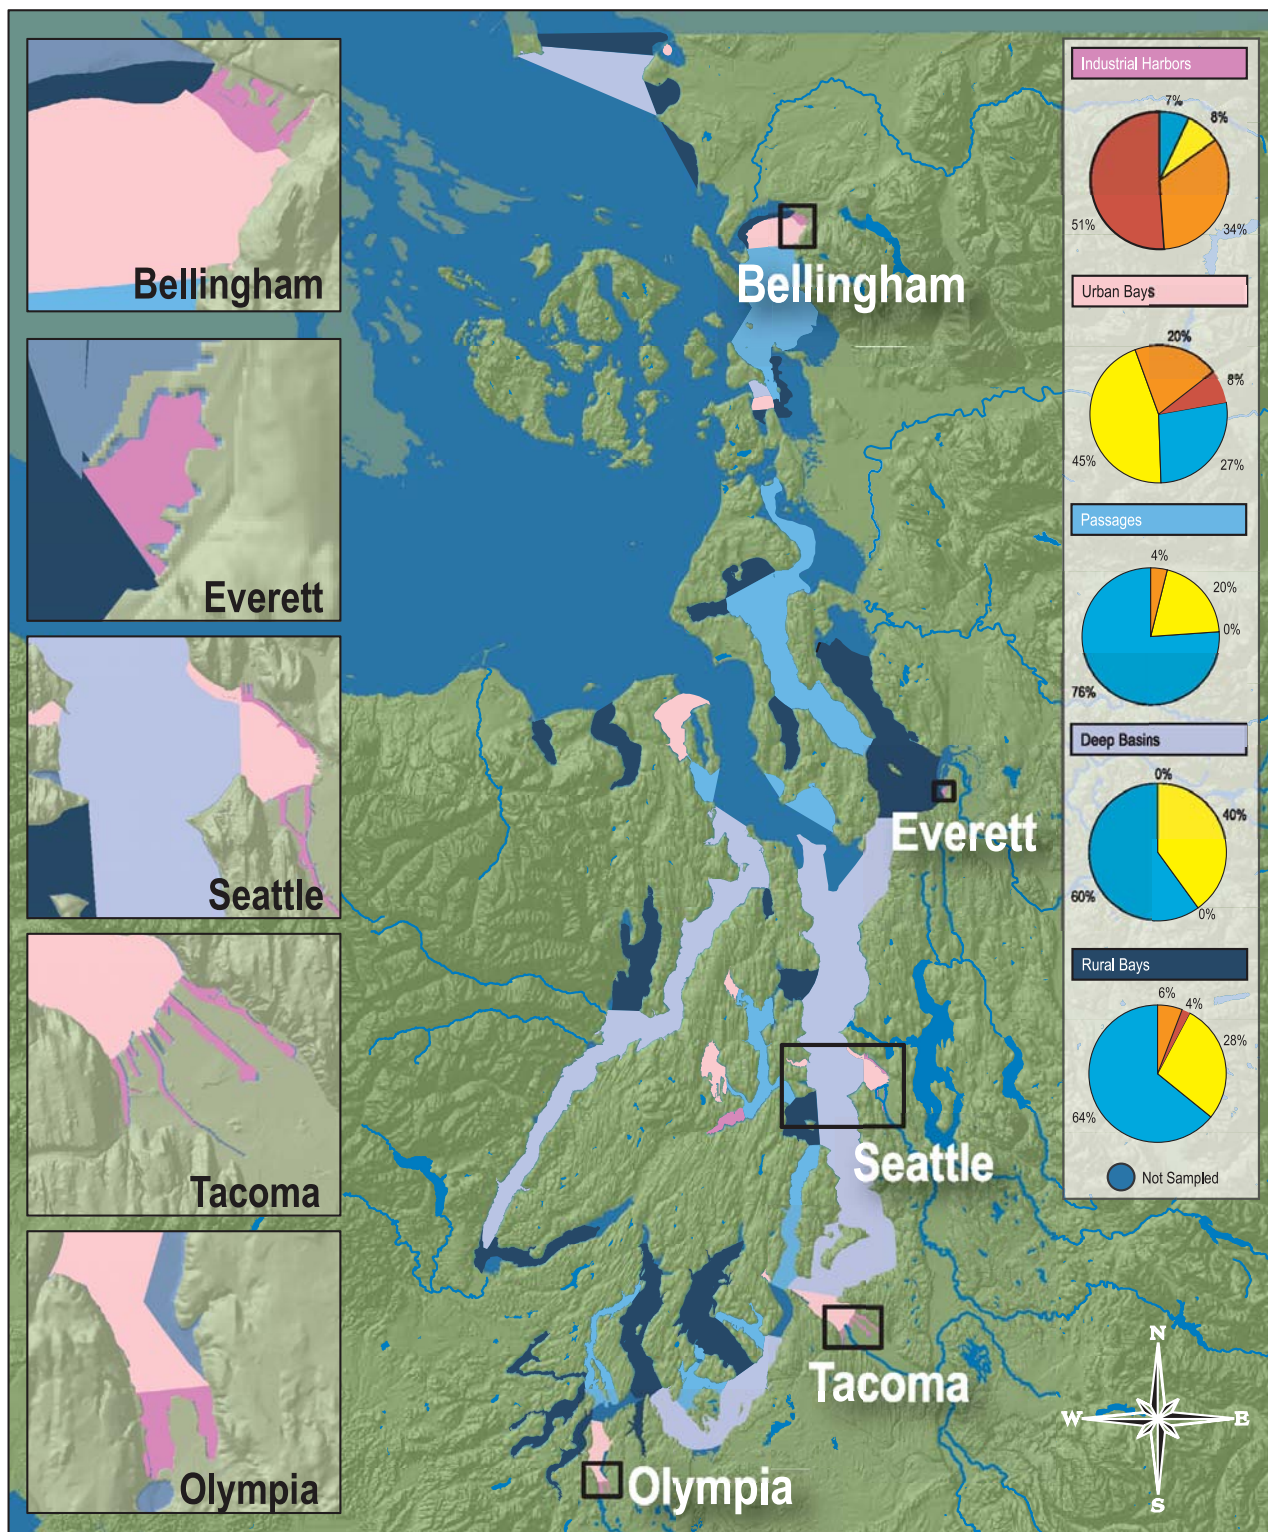 Bellingham
Everett
Seattle
Tacoma
Olympia
Bellingham
Everett
Seattle
Tacoma
Olympia
Industrial Harbors
7%
8%
51%
34%
Urban Bays
20%
8%
45%
27%
Passages
4%
20%
0%
76%
Deep Basins
0%
40%
60%
0%
Rural Bays
6%
4%
28%
64%
Not Sampled
N
W
E
S